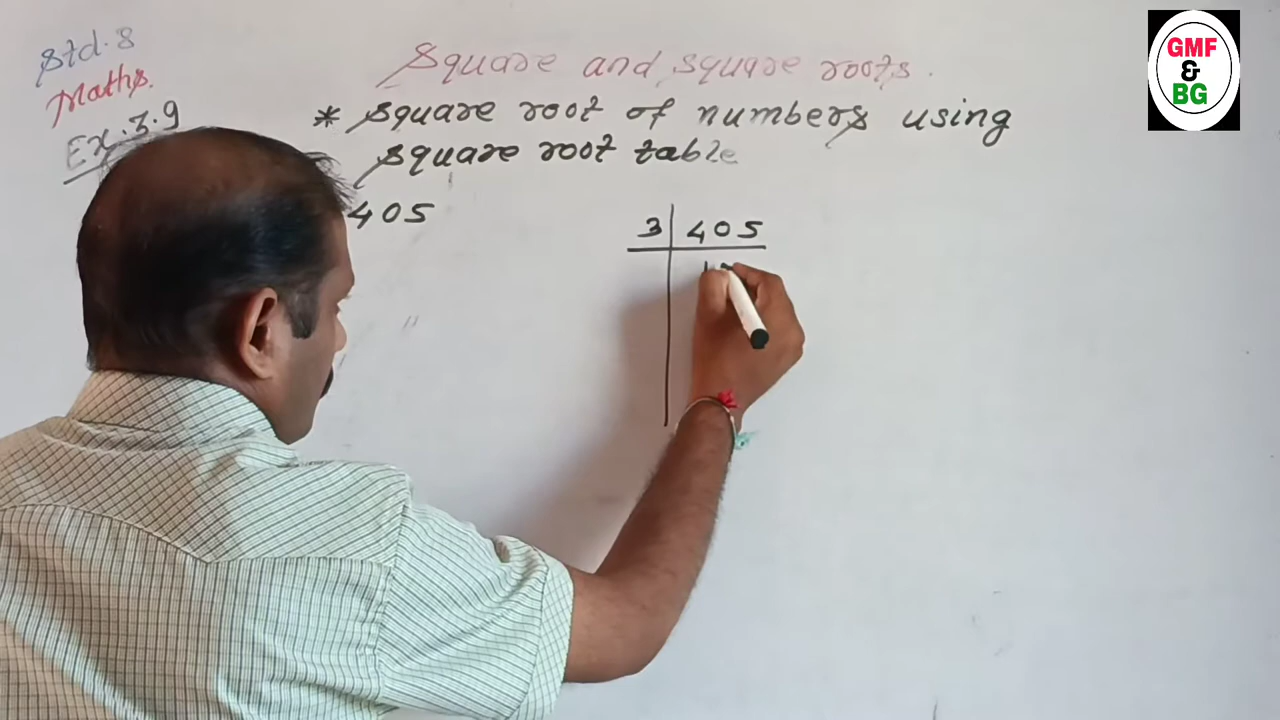 Std.8
Maths.
Ex.3.9
Square and square roots.
* Square root of numbers using
square root table
405
3 405
1
GMF
&
BG